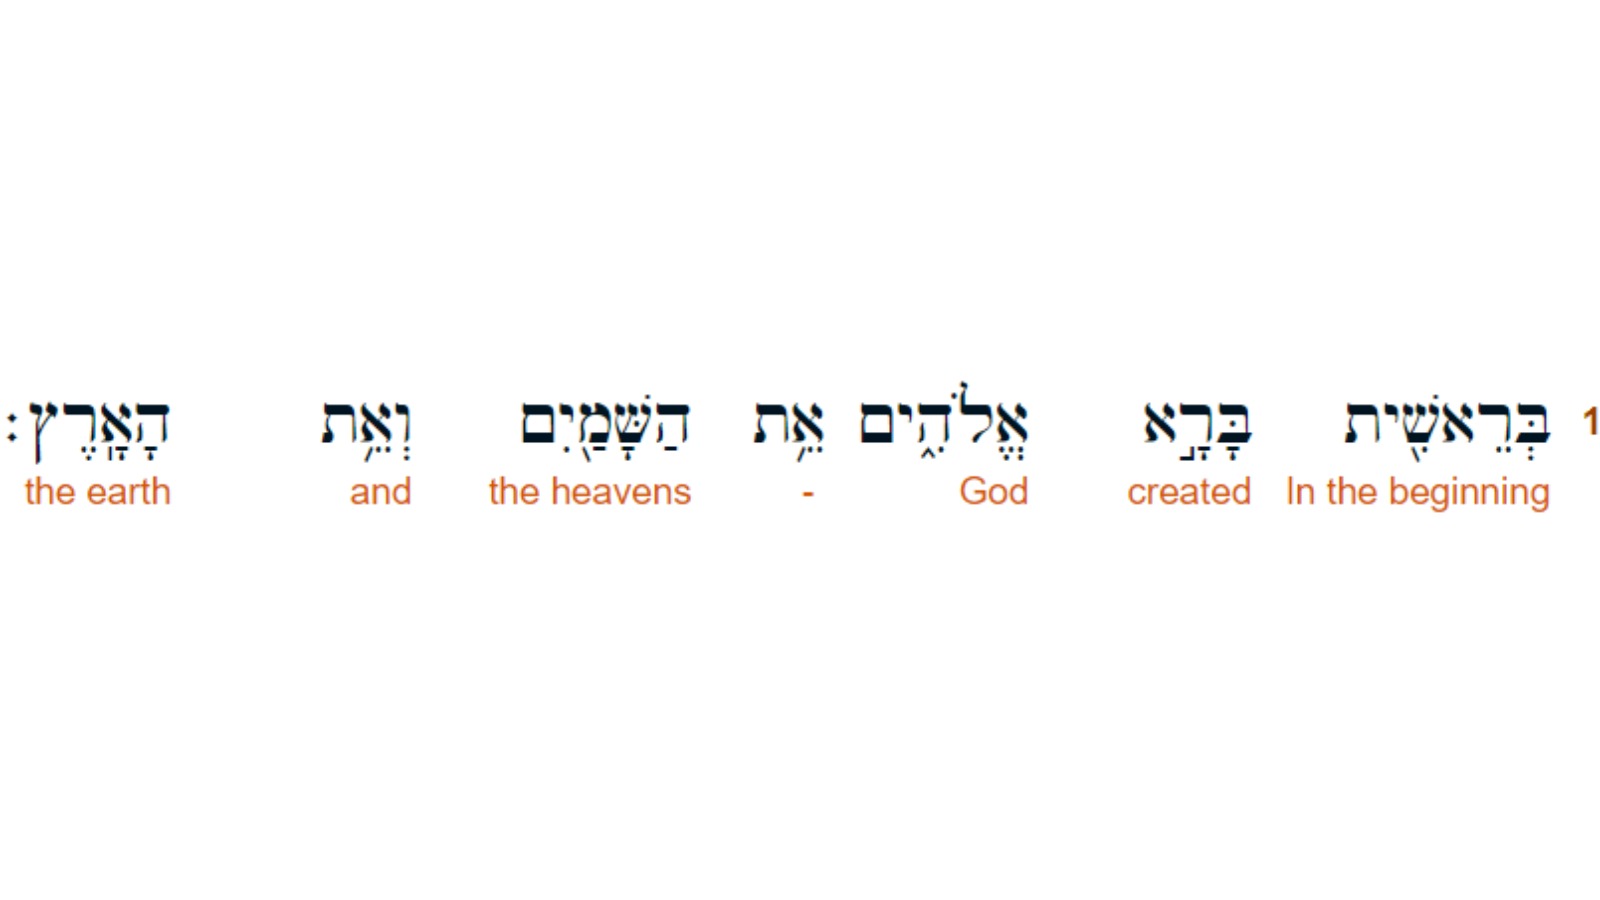 1 בְּרֵאשִׁ֖ית בָּרָ֣א אֱלֹהִ֑ים אֵ֥ת הַשָּׁמַ֖יִם וְאֵ֥ת הָאָֽרֶץ׃
In the beginning created God - the heavens and the earth